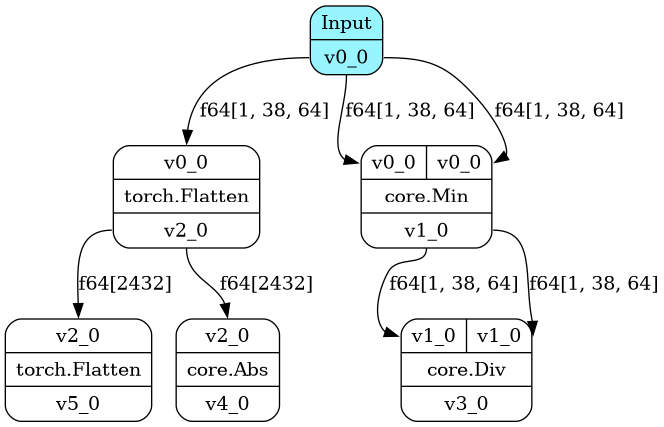 Input
v0_0
f64[1, 38, 64]
f64[1, 38, 64]
f64[1, 38, 64]
v0_0
torch.Flatten
v2_0
v0_0 v0_0
core.Min
v1_0
f64[2432]
f64[2432]
f64[1, 38, 64]
f64[1, 38, 64]
v2_0
torch.Flatten
v5_0
v2_0
core.Abs
v4_0
v1_0 v1_0
core.Div
v3_0